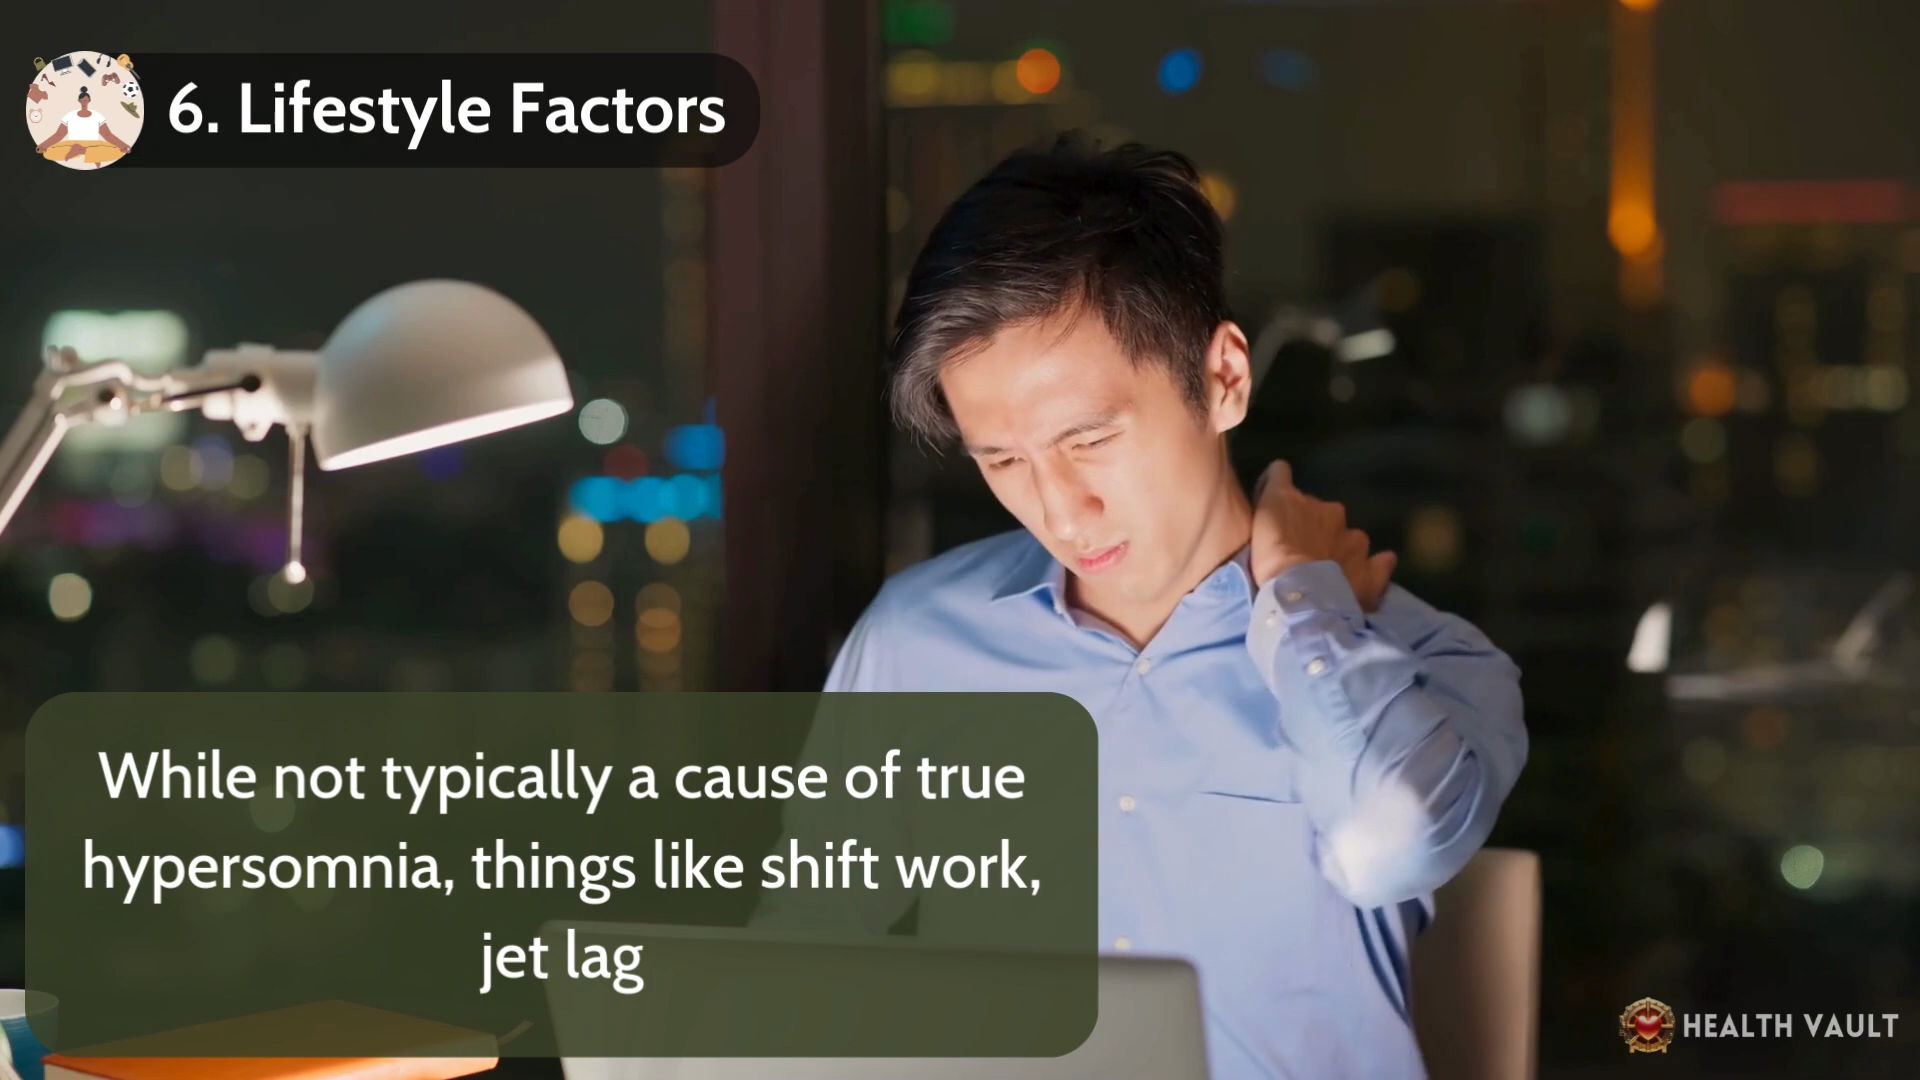 6. Lifestyle Factors
While not typically a cause of true
hypersomnia, things like shift work,
jet lag
HEALTH VAULT